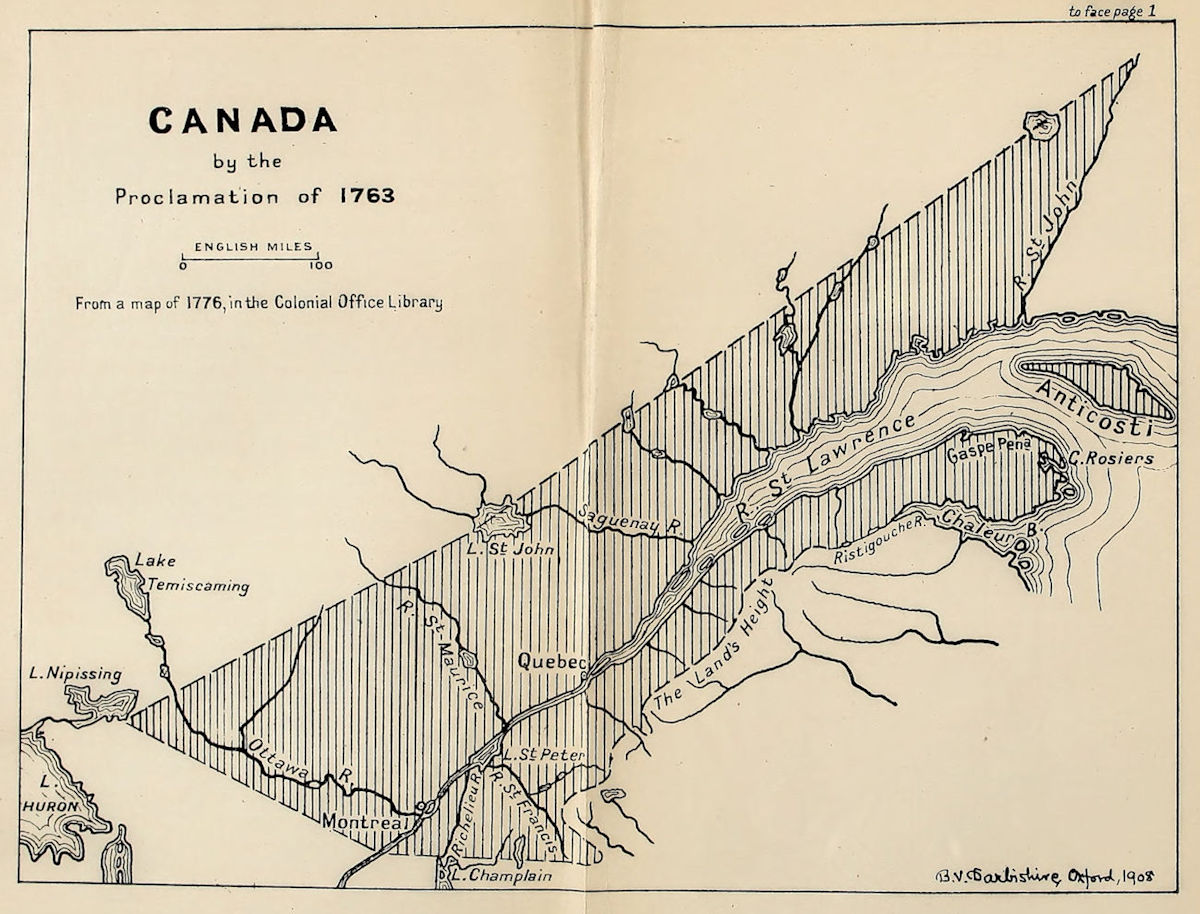 to face page 1
CANADA
by the
Proclamation of 1763
ENGLISH MILES
0 100
From a map of 1776, in the Colonial Office Library
R. St John
Anticosti
R. St Lawrence
Gaspe Pena
C. Rosiers
Saguenay R.
L. St John
Chaleur B.
Ristigouche R.
Lake
Temiscaming
R. St Maurice
The Land's Height
Quebec
L. Nipissing
Ottawa R.
L. St Peter
L.
HURON
Richelieu R.
R. St Francis
Montreal
L. Champlain
B.V. Darbishire, Oxford, 1908